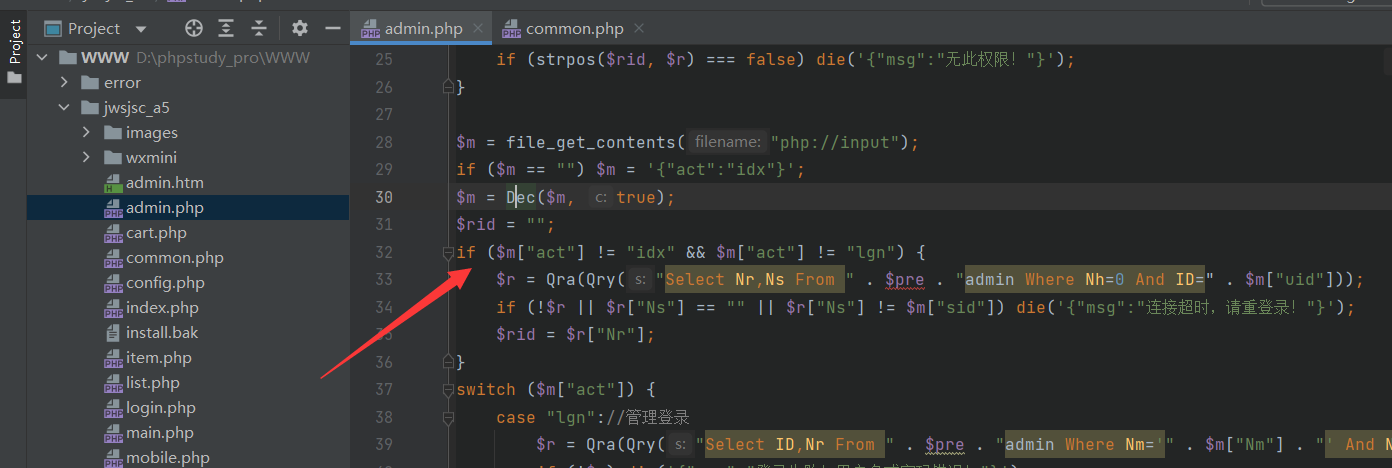 Project
Project
admin.php
common.php
WWW D:\phpstudy_pro\WWW
error
jwsjsc_a5
images
wxmini
admin.htm
admin.php
cart.php
common.php
config.php
index.php
install.bak
item.php
list.php
login.php
main.php
mobile.php
25 if (strpos($rid, $r) === false) die('{"msg":"无此权限！"}');
26 }
27
28 $m = file_get_contents( filename: "php://input");
29 if ($m == "") $m = '{"act":"idx"}';
30 $m = Dec($m, c: true);
31 $rid = "";
32 if ($m["act"] != "idx" && $m["act"] != "lgn") {
33 $r = Qra(Qry( s: "Select Nr,Ns From " . $pre . "admin Where Nh=0 And ID=" . $m["uid"]));
34 if (!$r || $r["Ns"] == "" || $r["Ns"] != $m["sid"]) die('{"msg":"连接超时，请重登录！"}');
$rid = $r["Nr"];
36 }
37 switch ($m["act"]) {
38 case "lgn"://管理登录
39 $r = Qra(Qry( s: "Select ID,Nr From " . $pre . "admin Where Nm='" . $m["Nm"] . "' And N